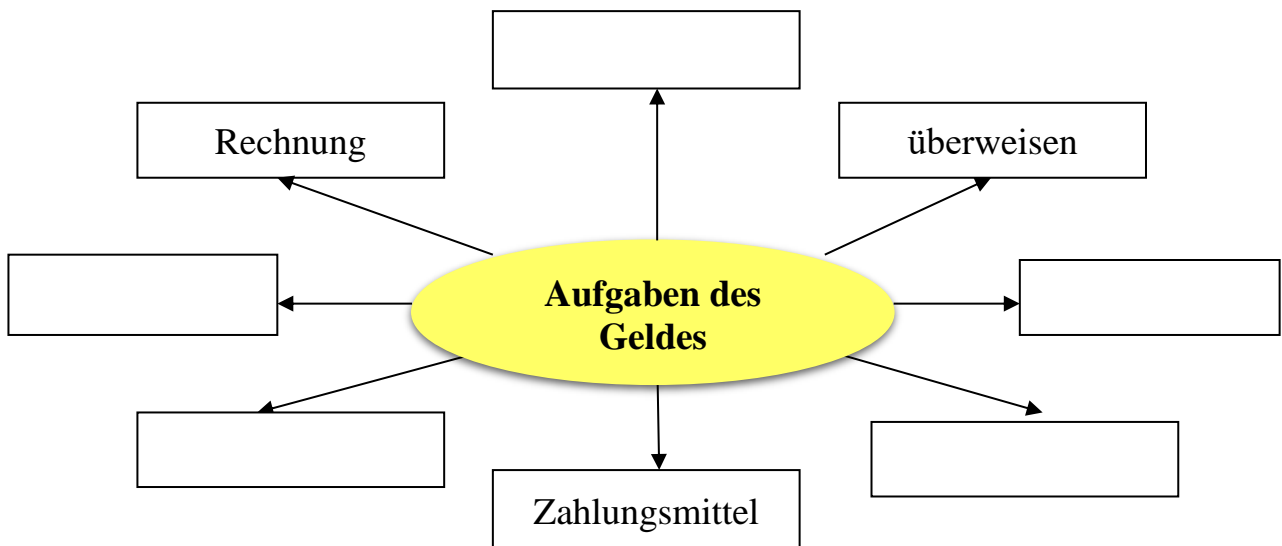 Rechnung
überweisen
Aufgaben des
Geldes
Zahlungsmittel